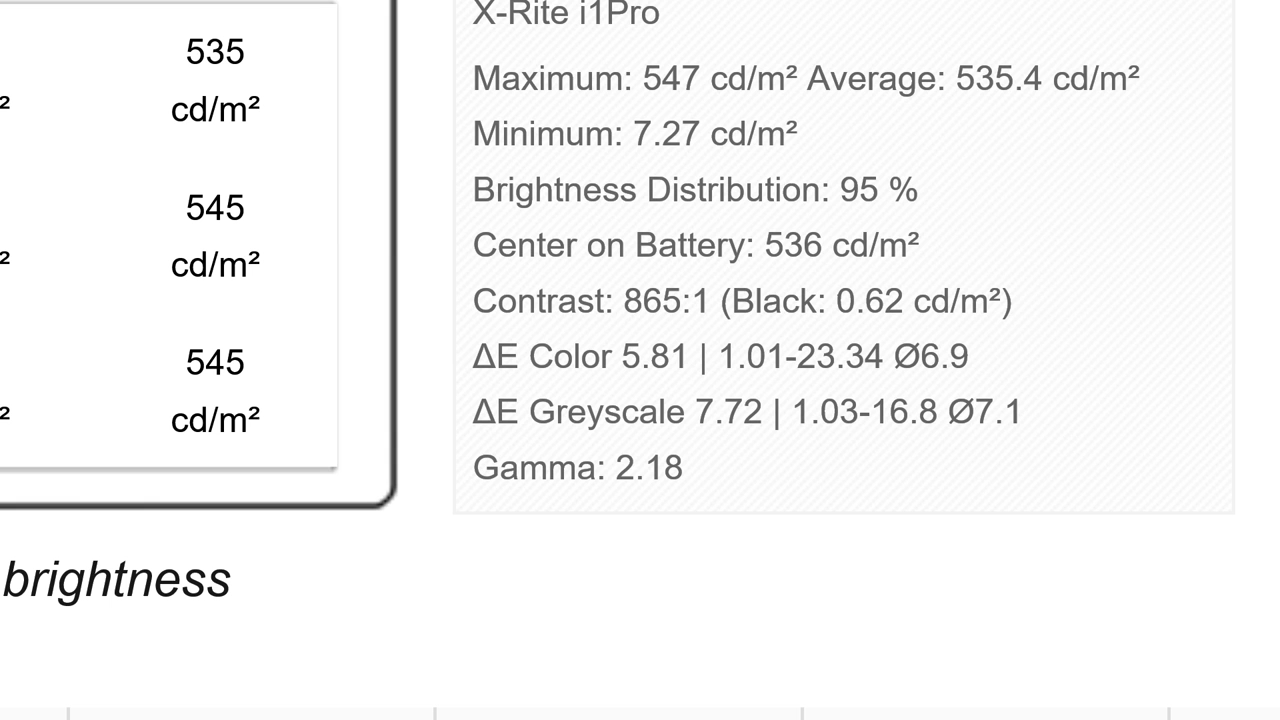 535
² cd/m²
545
² cd/m²
545
² cd/m²
brightness
X-Rite i1Pro
Maximum: 547 cd/m² Average: 535.4 cd/m²
Minimum: 7.27 cd/m²
Brightness Distribution: 95 %
Center on Battery: 536 cd/m²
Contrast: 865:1 (Black: 0.62 cd/m²)
ΔE Color 5.81 | 1.01-23.34 Ø6.9
ΔE Greyscale 7.72 | 1.03-16.8 Ø7.1
Gamma: 2.18